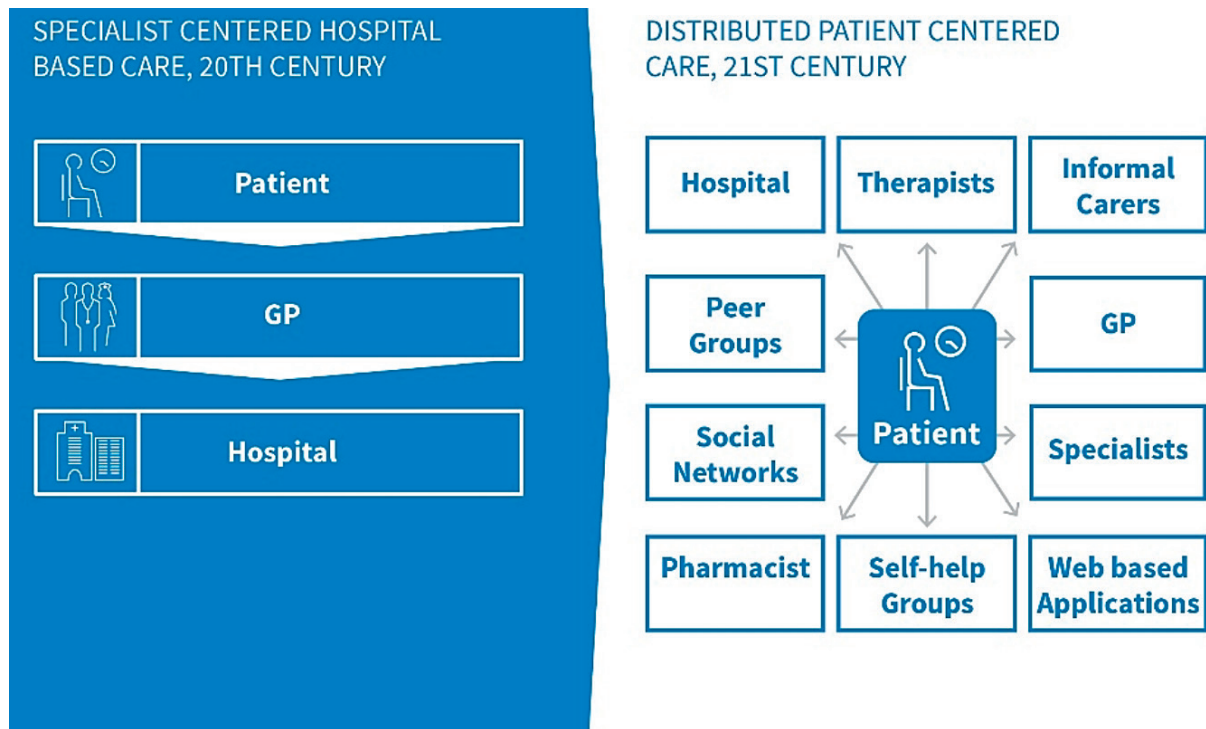 SPECIALIST CENTERED HOSPITAL
BASED CARE, 20TH CENTURY
Patient
GP
Hospital
DISTRIBUTED PATIENT CENTERED
CARE, 21ST CENTURY
Hospital
Therapists
Informal
Carers
Peer
Groups
GP
Patient
Social
Networks
Specialists
Pharmacist
Self-help
Groups
Web based
Applications